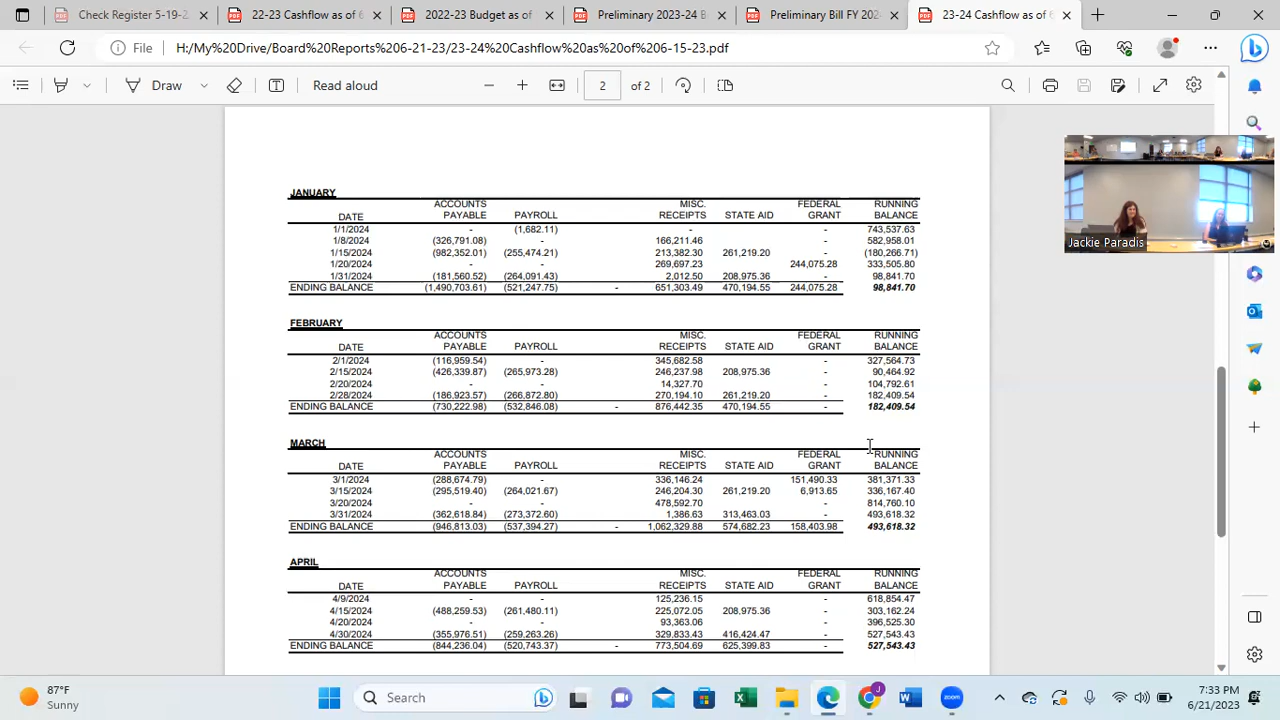 Check Register 5-19-2
22-23 Cashflow as of 6
2022-23 Budget as of
Preliminary 2023-24 B
Preliminary Bill FY 202
23-24 Cashflow as of 6
File H:/My%20Drive/Board%20Reports%206-21-23/23-24%20Cashflow%20as%20of%206-15-23.pdf
Draw Read aloud 2 of 2
JANUARY
ACCOUNTS MISC. FEDERAL RUNNING
DATE PAYABLE PAYROLL RECEIPTS STATE AID GRANT BALANCE
1/1/2024 - (1,682.11) - - 743,537.63
1/8/2024 (326,791.08) - 166,211.46 - 582,958.01
1/15/2024 (982,352.01) (255,474.21) 213,382.30 261,219.20 - (180,266.71)
1/20/2024 - - 269,697.23 244,075.28 333,505.80
1/31/2024 (181,560.52) (264,091.43) 2,012.50 208,975.36 - 98,841.70
ENDING BALANCE (1,490,703.61) (521,247.75) - 651,303.49 470,194.55 244,075.28 98,841.70
FEBRUARY
ACCOUNTS MISC. FEDERAL RUNNING
DATE PAYABLE PAYROLL RECEIPTS STATE AID GRANT BALANCE
2/1/2024 (116,959.54) - 345,682.58 - 327,564.73
2/15/2024 (426,339.87) (265,973.28) 246,237.98 208,975.36 - 90,464.92
2/20/2024 - - 14,327.70 - 104,792.61
2/28/2024 (186,923.57) (266,872.80) 270,194.10 261,219.20 - 182,409.54
ENDING BALANCE (730,222.98) (532,846.08) - 876,442.35 470,194.55 - 182,409.54
MARCH
ACCOUNTS MISC. FEDERAL RUNNING
DATE PAYABLE PAYROLL RECEIPTS STATE AID GRANT BALANCE
3/1/2024 (288,674.79) - 336,146.24 151,490.33 381,371.33
3/15/2024 (295,519.40) (264,021.67) 246,204.30 261,219.20 6,913.65 336,167.40
3/20/2024 - - 478,592.70 - 814,760.10
3/31/2024 (362,618.84) (273,372.60) 1,386.63 313,463.03 - 493,618.32
ENDING BALANCE (946,813.03) (537,394.27) - 1,062,329.88 574,682.23 158,403.98 493,618.32
APRIL
ACCOUNTS MISC. FEDERAL RUNNING
DATE PAYABLE PAYROLL RECEIPTS STATE AID GRANT BALANCE
4/9/2024 - - 125,236.15 - 618,854.47
4/15/2024 (488,259.53) (261,480.11) 225,072.05 208,975.36 - 303,162.24
4/20/2024 - - 93,363.06 - 396,525.30
4/30/2024 (355,976.51) (259,263.26) 329,833.43 416,424.47 - 527,543.43
ENDING BALANCE (844,236.04) (520,743.37) - 773,504.69 625,399.83 - 527,543.43
Jackie Paradis
87°F
Sunny
Search
7:33 PM
6/21/2023